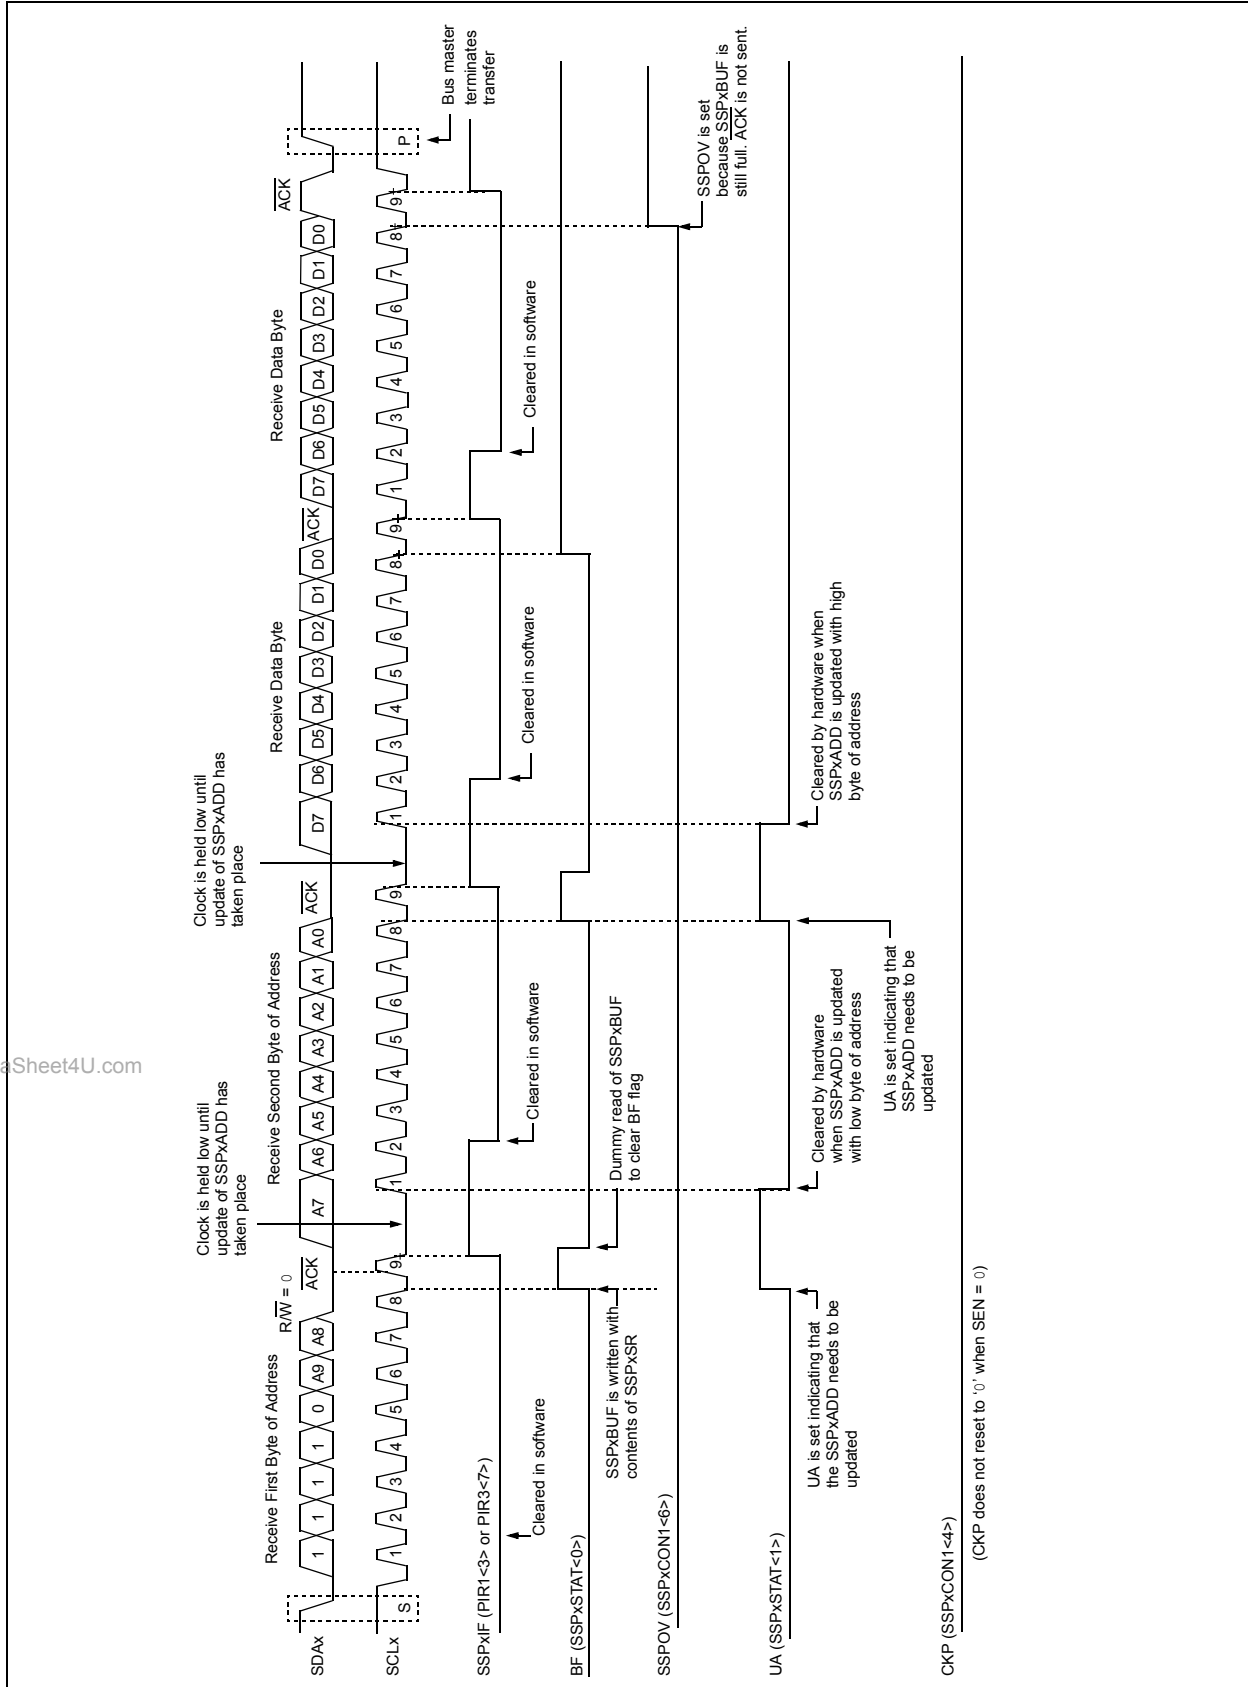 Receive First Byte of Address
R/W = 0
ACK
Clock is held low until
update of SSPxADD has
taken place
Receive Second Byte of Address
ACK
Clock is held low until
update of SSPxADD has
taken place
Receive Data Byte
ACK
Receive Data Byte
ACK
SDAx
1 1 1 1 0 A9 A8 A7 A6 A5 A4 A3 A2 A1 A0 D7 D6 D5 D4 D3 D2 D1 D0 D7 D6 D5 D4 D3 D2 D1 D0
SCLx
S 1 2 3 4 5 6 7 8 9 1 2 3 4 5 6 7 8 9 1 2 3 4 5 6 7 8 9 1 2 3 4 5 6 7 8 9 P
Bus master
terminates
transfer
SSPxIF (PIR1<3> or PIR3<7>)
Cleared in software
Cleared in software
Cleared in software
Cleared in software
BF (SSPxSTAT<0>)
SSPxBUF is written with
contents of SSPxSR
Dummy read of SSPxBUF
to clear BF flag
SSPOV (SSPxCON1<6>)
SSPOV is set
because SSPxBUF is
still full. ACK is not sent.
UA (SSPxSTAT<1>)
UA is set indicating that
the SSPxADD needs to be
updated
Cleared by hardware
when SSPxADD is updated
with low byte of address
UA is set indicating that
SSPxADD needs to be
updated
Cleared by hardware when
SSPxADD is updated with high
byte of address
CKP (SSPxCON1<4>)
(CKP does not reset to ‘0’ when SEN = 0)
aSheet4U.com